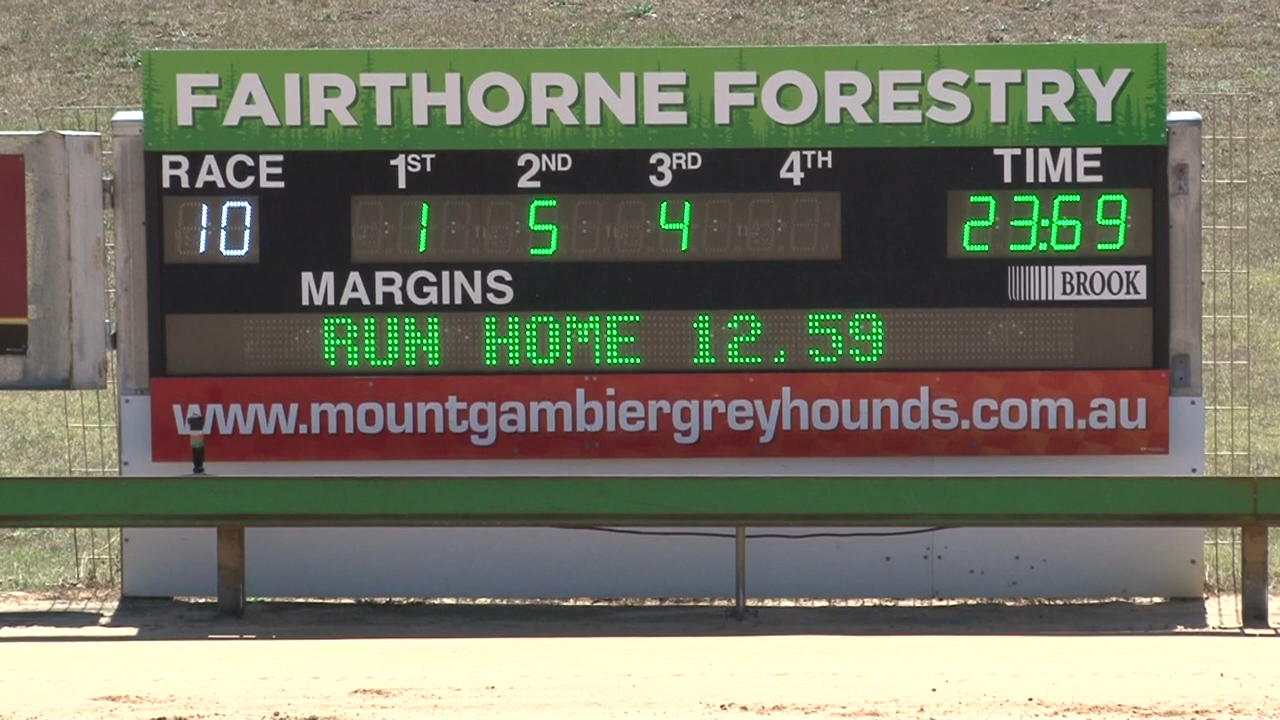 FAIRTHORNE FORESTRY
RACE 1ST 2ND 3RD 4TH TIME
10 1 5 4 23:69
MARGINS BROOK
RUN HOME 12.59
www.mountgambiergreyhounds.com.au